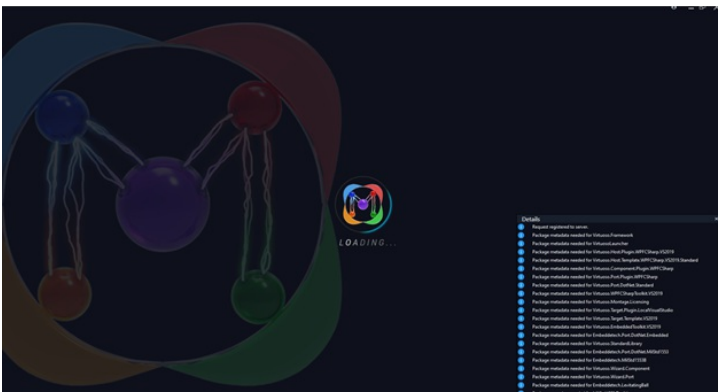 LOADING...
Details
Request registered to server.
Package metadata needed for Virtuoso.Framework
Package metadata needed for VirtuosoLauncher
Package metadata needed for Virtuoso.Host.Plugin.WPFCSharp.VS2019
Package metadata needed for Virtuoso.Host.Template.WPFCSharp.VS2019.Standard
Package metadata needed for Virtuoso.Component.Plugin.WPFCSharp
Package metadata needed for Virtuoso.Port.Plugin.WPFCSharp
Package metadata needed for Virtuoso.Port.DotNet.Standard
Package metadata needed for Virtuoso.WPFCSharpToolkit.VS2019
Package metadata needed for Virtuoso.Montage.Licensing
Package metadata needed for Virtuoso.Target.Plugin.LocalVisualStudio
Package metadata needed for Virtuoso.Target.Template.VS2019
Package metadata needed for Virtuoso.EmbeddedToolkit.VS2019
Package metadata needed for Embeddetech.Port.DotNet.Embedded
Package metadata needed for Virtuoso.StandardLibrary
Package metadata needed for Embeddetech.Port.DotNet.MilStd1553
Package metadata needed for Embeddetech.MilStd1553B
Package metadata needed for Virtuoso.Wizard.Component
Package metadata needed for Virtuoso.Wizard.Port
Package metadata needed for Embeddetech.LevitatingBall